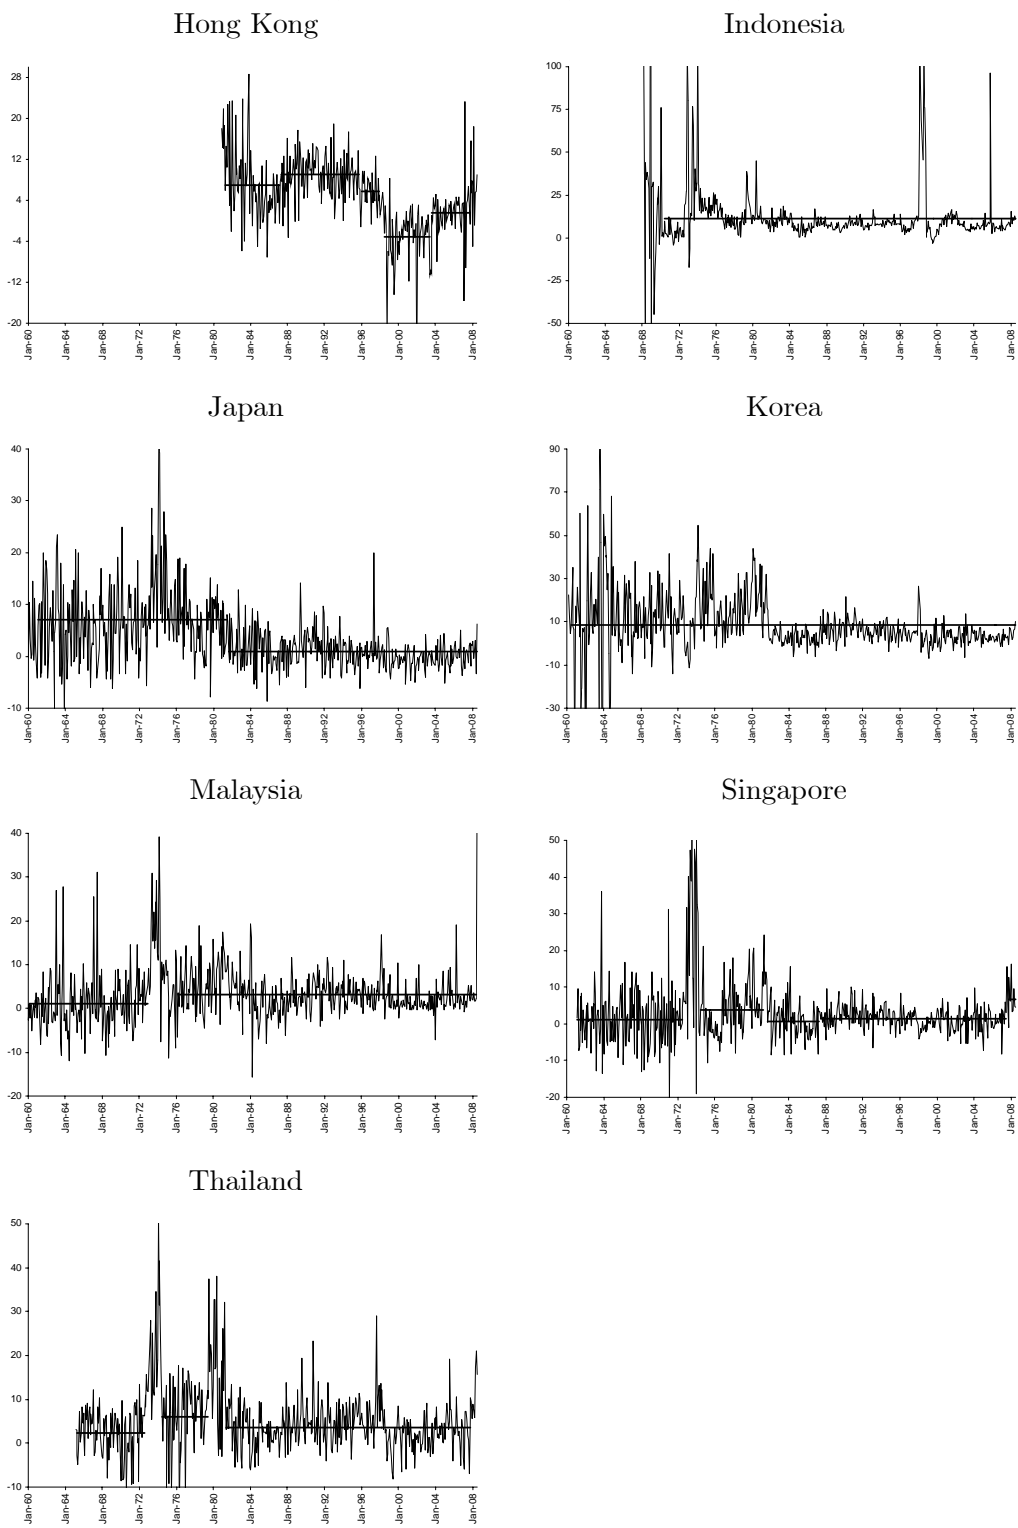 Hong Kong
28
20
12
4
-4
-12
-20
Jan-60
Jan-64
Jan-68
Jan-72
Jan-76
Jan-80
Jan-84
Jan-88
Jan-92
Jan-96
Jan-00
Jan-04
Jan-08
Indonesia
100
75
50
25
0
-25
-50
Jan-60
Jan-64
Jan-68
Jan-72
Jan-76
Jan-80
Jan-84
Jan-88
Jan-92
Jan-96
Jan-00
Jan-04
Jan-08
Japan
40
30
20
10
0
-10
Jan-60
Jan-64
Jan-68
Jan-72
Jan-76
Jan-80
Jan-84
Jan-88
Jan-92
Jan-96
Jan-00
Jan-04
Jan-08
Korea
90
70
50
30
10
-10
-30
Jan-60
Jan-64
Jan-68
Jan-72
Jan-76
Jan-80
Jan-84
Jan-88
Jan-92
Jan-96
Jan-00
Jan-04
Jan-08
Malaysia
40
30
20
10
0
-10
-20
Jan-60
Jan-64
Jan-68
Jan-72
Jan-76
Jan-80
Jan-84
Jan-88
Jan-92
Jan-96
Jan-00
Jan-04
Jan-08
Singapore
50
40
30
20
10
0
-10
-20
Jan-60
Jan-64
Jan-68
Jan-72
Jan-76
Jan-80
Jan-84
Jan-88
Jan-92
Jan-96
Jan-00
Jan-04
Jan-08
Thailand
50
40
30
20
10
0
-10
Jan-60
Jan-64
Jan-68
Jan-72
Jan-76
Jan-80
Jan-84
Jan-88
Jan-92
Jan-96
Jan-00
Jan-04
Jan-08